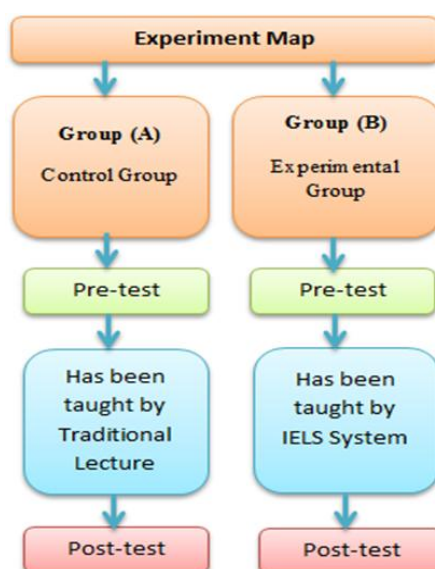 Experiment Map
Group (A)
Control Group
Group (B)
Experimental
Group
Pre-test
Pre-test
Has been
taught by
Traditional
Lecture
Has been
taught by
IELS System
Post-test
Post-test